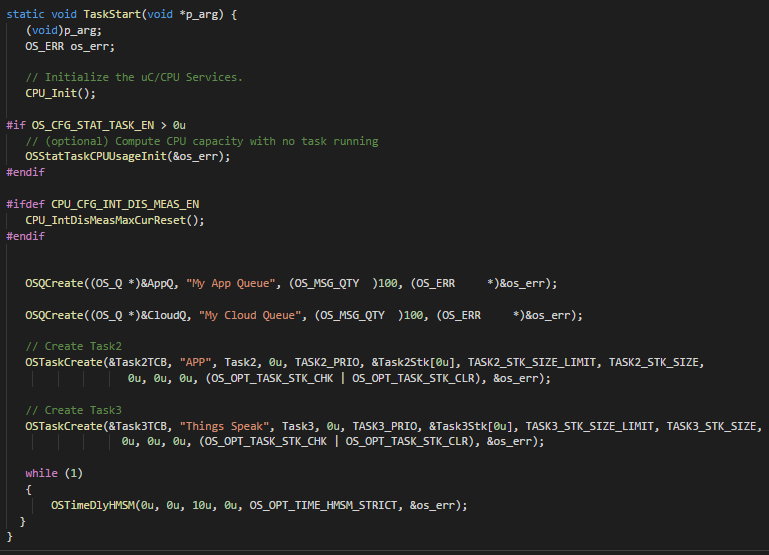 static void TaskStart(void *p_arg) {
(void)p_arg;
OS_ERR os_err;
// Initialize the uC/CPU Services.
CPU_Init();
#if OS_CFG_STAT_TASK_EN > 0u
// (optional) Compute CPU capacity with no task running
OSStatTaskCPUUsageInit(&os_err);
#endif
#ifdef CPU_CFG_INT_DIS_MEAS_EN
CPU_IntDisMeasMaxCurReset();
#endif
OSQCreate((OS_Q *)&AppQ, "My App Queue", (OS_MSG_QTY  )100, (OS_ERR     *)&os_err);
OSQCreate((OS_Q *)&CloudQ, "My Cloud Queue", (OS_MSG_QTY  )100, (OS_ERR     *)&os_err);
// Create Task2
OSTaskCreate(&Task2TCB, "APP", Task2, 0u, TASK2_PRIO, &Task2Stk[0u], TASK2_STK_SIZE_LIMIT, TASK2_STK_SIZE,
0u, 0u, 0u, (OS_OPT_TASK_STK_CHK | OS_OPT_TASK_STK_CLR), &os_err);
// Create Task3
OSTaskCreate(&Task3TCB, "Things Speak", Task3, 0u, TASK3_PRIO, &Task3Stk[0u], TASK3_STK_SIZE_LIMIT, TASK3_STK_SIZE,
0u, 0u, 0u, (OS_OPT_TASK_STK_CHK | OS_OPT_TASK_STK_CLR), &os_err);
while (1)
{
OSTimeDlyHMSM(0u, 0u, 10u, 0u, OS_OPT_TIME_HMSM_STRICT, &os_err);
}
}